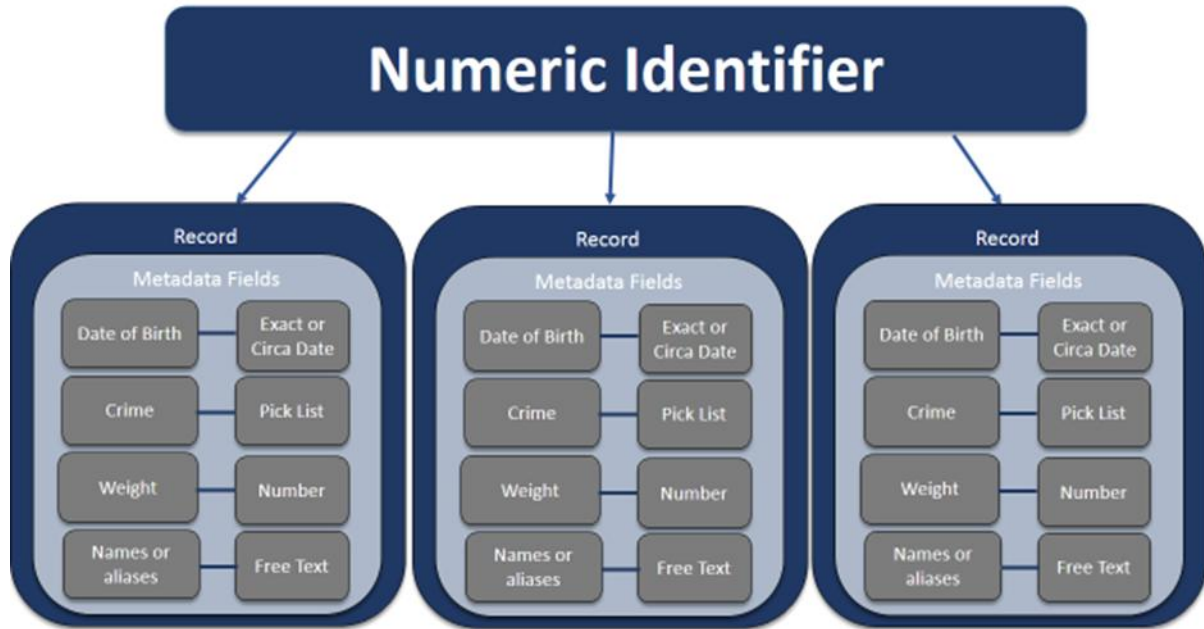 Numeric Identifier
Record
Metadata Fields
Date of Birth
Exact or
Circa Date
Crime
Pick List
Weight
Number
Names or
aliases
Free Text
Record
Metadata Fields
Date of Birth
Exact or
Circa Date
Crime
Pick List
Weight
Number
Names or
aliases
Free Text
Record
Metadata Fields
Date of Birth
Exact or
Circa Date
Crime
Pick List
Weight
Number
Names or
aliases
Free Text